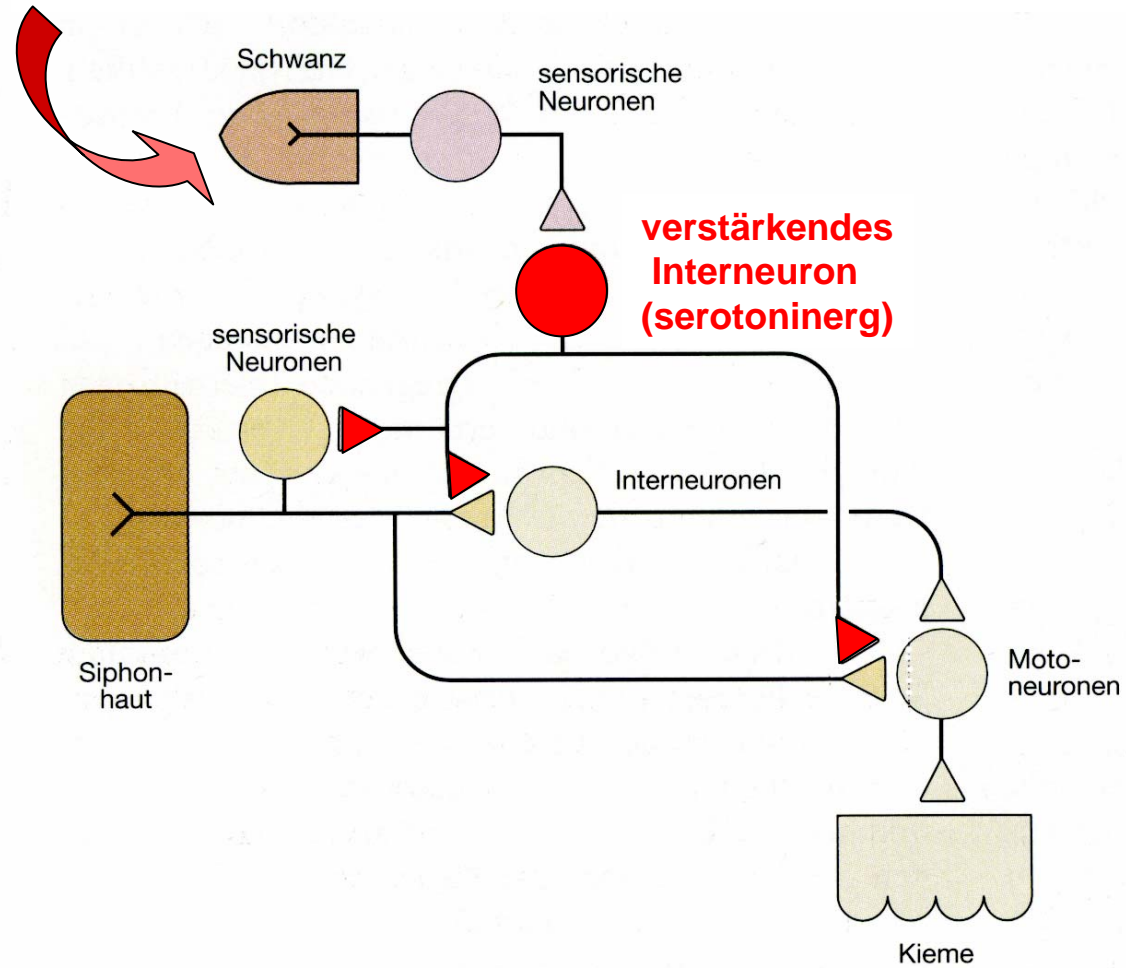 Schwanz
sensorische
Neuronen
verstärkendes
Interneuron
(serotoninerg)
sensorische
Neuronen
Interneuronen
Siphon-
haut
Moto-
neuronen
Kieme